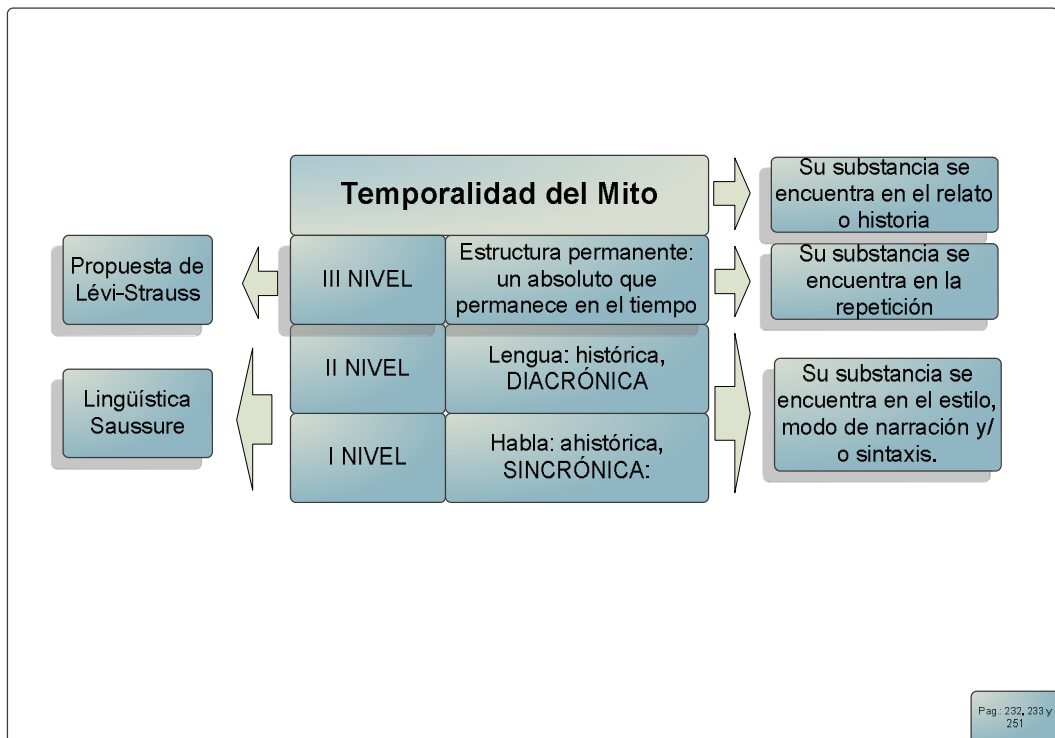 Temporalidad del Mito
Su substancia se
encuentra en el relato
o historia
Propuesta de
Lévi-Strauss
III NIVEL
Estructura permanente:
un absoluto que
permanece en el tiempo
Su substancia se
encuentra en la
repetición
II NIVEL
Lengua: histórica,
DIACRÓNICA
Lingüística
Saussure
I NIVEL
Habla: ahistórica,
SINCRÓNICA:
Su substancia se
encuentra en el estilo,
modo de narración y/
o sintaxis.
Pag.: 232, 233 y
251